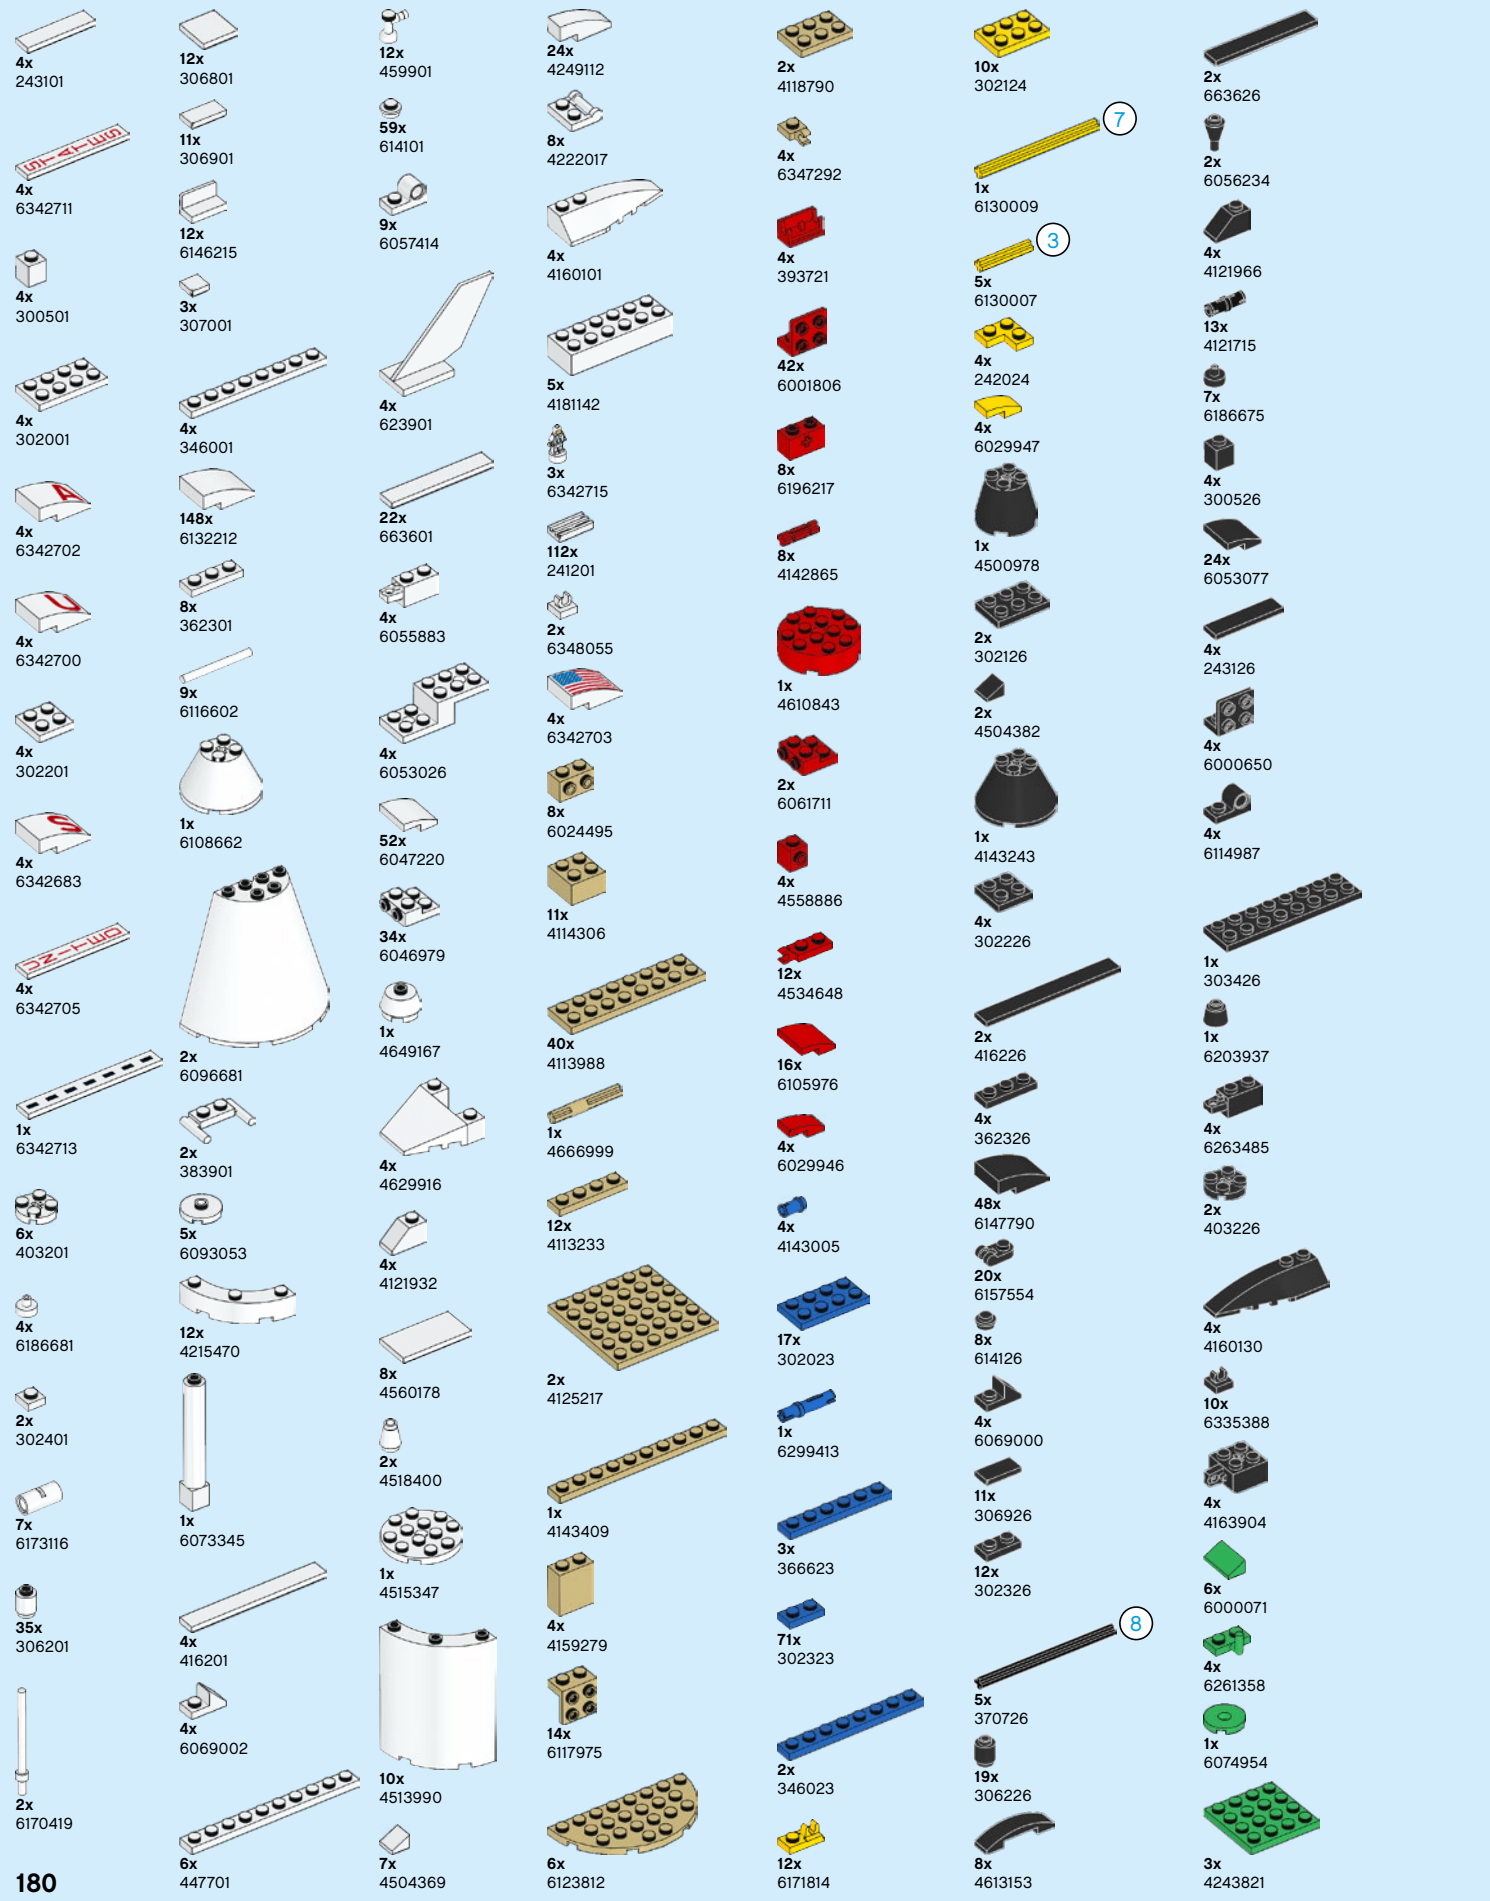 4x
243101
STATES
4x
6342711
4x
300501
4x
302001
A
4x
6342702
U
4x
6342700
4x
302201
S
4x
6342683
UNITED
4x
6342705
1x
6342713
6x
403201
4x
6186681
2x
302401
7x
6173116
35x
306201
2x
6170419
180
12x
306801
11x
306901
12x
6146215
3x
307001
4x
346001
148x
6132212
8x
362301
9x
6116602
1x
6108662
2x
6096681
2x
383901
5x
6093053
12x
4215470
1x
6073345
4x
416201
4x
6069002
6x
447701
12x
459901
59x
614101
9x
6057414
4x
623901
22x
663601
4x
6055883
4x
6053026
52x
6047220
34x
6046979
1x
4649167
4x
4629916
4x
4121932
8x
4560178
2x
4518400
1x
4515347
10x
4513990
7x
4504369
24x
4249112
8x
4222017
4x
4160101
5x
4181142
3x
6342715
112x
241201
2x
6348055
4x
6342703
8x
6024495
11x
4114306
40x
4113988
1x
4666999
12x
4113233
2x
4125217
1x
4143409
4x
4159279
14x
6117975
6x
6123812
2x
4118790
4x
6347292
4x
393721
42x
6001806
8x
6196217
8x
4142865
1x
4610843
2x
6061711
4x
4558886
12x
4534648
16x
6105976
4x
6029946
4x
4143005
17x
302023
1x
6299413
3x
366623
71x
302323
2x
346023
12x
6171814
10x
302124
7
1x
6130009
3
5x
6130007
4x
242024
4x
6029947
1x
4500978
2x
302126
2x
4504382
1x
4143243
4x
302226
2x
416226
4x
362326
48x
6147790
20x
6157554
8x
614126
4x
6069000
11x
306926
12x
302326
8
5x
370726
19x
306226
8x
4613153
2x
663626
2x
6056234
4x
4121966
13x
4121715
7x
6186675
4x
300526
24x
6053077
4x
243126
4x
6000650
4x
6114987
1x
303426
1x
6203937
4x
6263485
2x
403226
4x
4160130
10x
6335388
4x
4163904
6x
6000071
4x
6261358
1x
6074954
3x
4243821